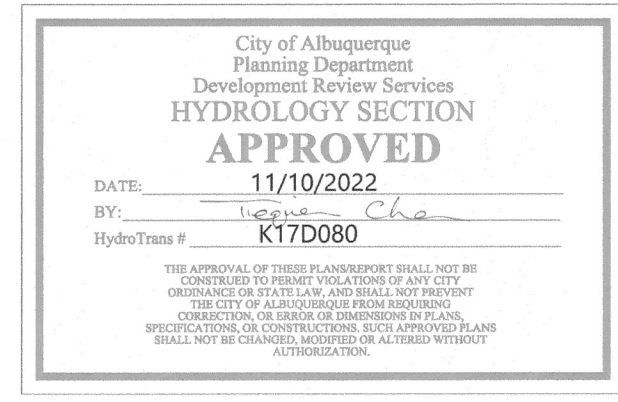 City of Albuquerque
Planning Department
Development Review Services
HYDROLOGY SECTION
APPROVED
DATE: 11/10/2022
BY:
HydroTrans # K17D080
THE APPROVAL OF THESE PLANS/REPORT SHALL NOT BE
CONSTRUED TO PERMIT VIOLATIONS OF ANY CITY
ORDINANCE OR STATE LAW, AND SHALL NOT PREVENT
THE CITY OF ALBUQUERQUE FROM REQUIRING
CORRECTION, OR ERROR OR DIMENSIONS IN PLANS,
SPECIFICATIONS, OR CONSTRUCTIONS. SUCH APPROVED PLANS
SHALL NOT BE CHANGED, MODIFIED OR ALTERED WITHOUT
AUTHORIZATION.